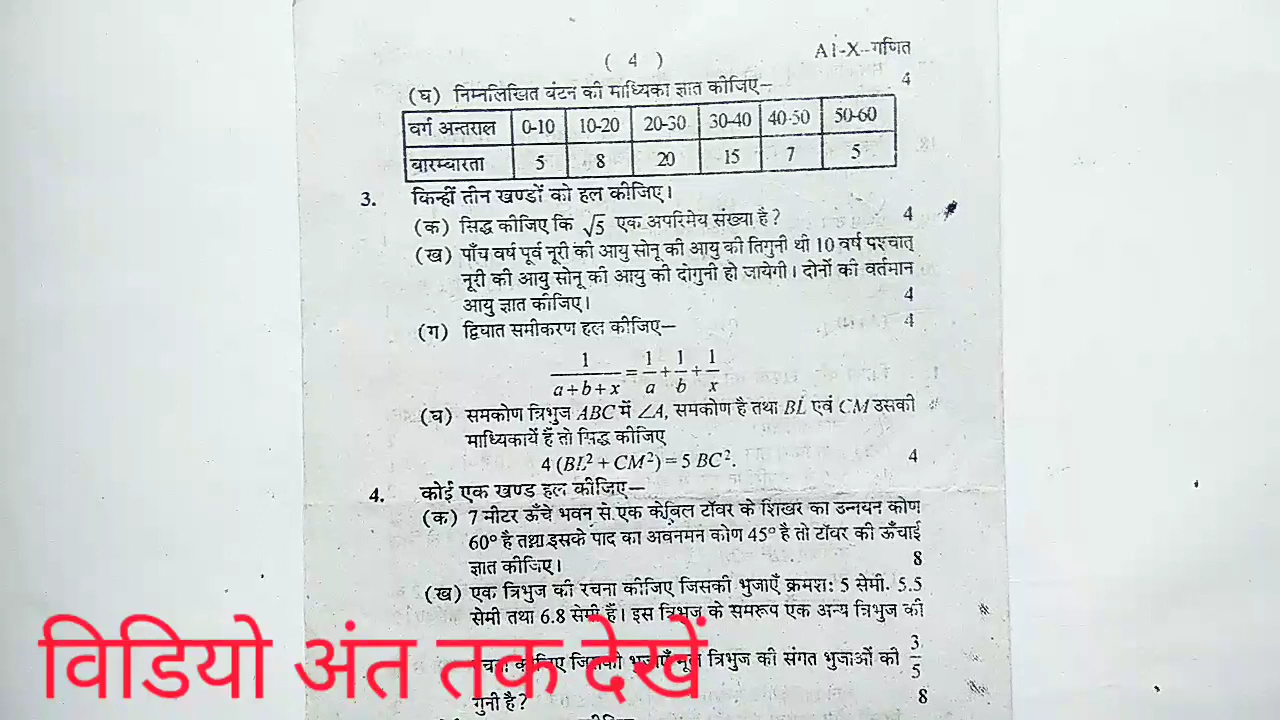 ( 4 )
A1-X-गणित
(घ) निम्नलिखित बंटन की माध्यिका ज्ञात कीजिए— 4
वर्ग अन्तराल 0-10 10-20 20-30 30-40 40-50 50-60
बारम्बारता 5 8 20 15 7 5
3. किन्हीं तीन खण्डों को हल कीजिए।
(क) सिद्ध कीजिए कि √5 एक अपरिमेय संख्या है ? 4
(ख) पाँच वर्ष पूर्व नूरी की आयु सोनू की आयु की तिगुनी थी 10 वर्ष पश्चात्
नूरी की आयु सोनू की आयु की दोगुनी हो जायेगी। दोनों की वर्तमान
आयु ज्ञात कीजिए। 4
(ग) द्विघात समीकरण हल कीजिए— 4
1/(a+b+x) = 1/a + 1/b + 1/x
(घ) समकोण त्रिभुज ABC में ∠A, समकोण है तथा BL एवं CM उसकी
माध्यिकायें हैं तो सिद्ध कीजिए
4 (BL² + CM²) = 5 BC². 4
4. कोई एक खण्ड हल कीजिए—
(क) 7 मीटर ऊँचे भवन से एक केबिल टॉवर के शिखर का उन्नयन कोण
60° है तथा इसके पाद का अवनमन कोण 45° है तो टॉवर की ऊँचाई
ज्ञात कीजिए। 8
(ख) एक त्रिभुज की रचना कीजिए जिसकी भुजाएँ क्रमश: 5 सेमी. 5.5
सेमी तथा 6.8 सेमी हैं। इस त्रिभुज के समरूप एक अन्य त्रिभुज की
जिसकी भुजाएँ मूल त्रिभुज की संगत भुजाओं की 3/5
गुनी है ? 8
विडियो अंत तक देखें